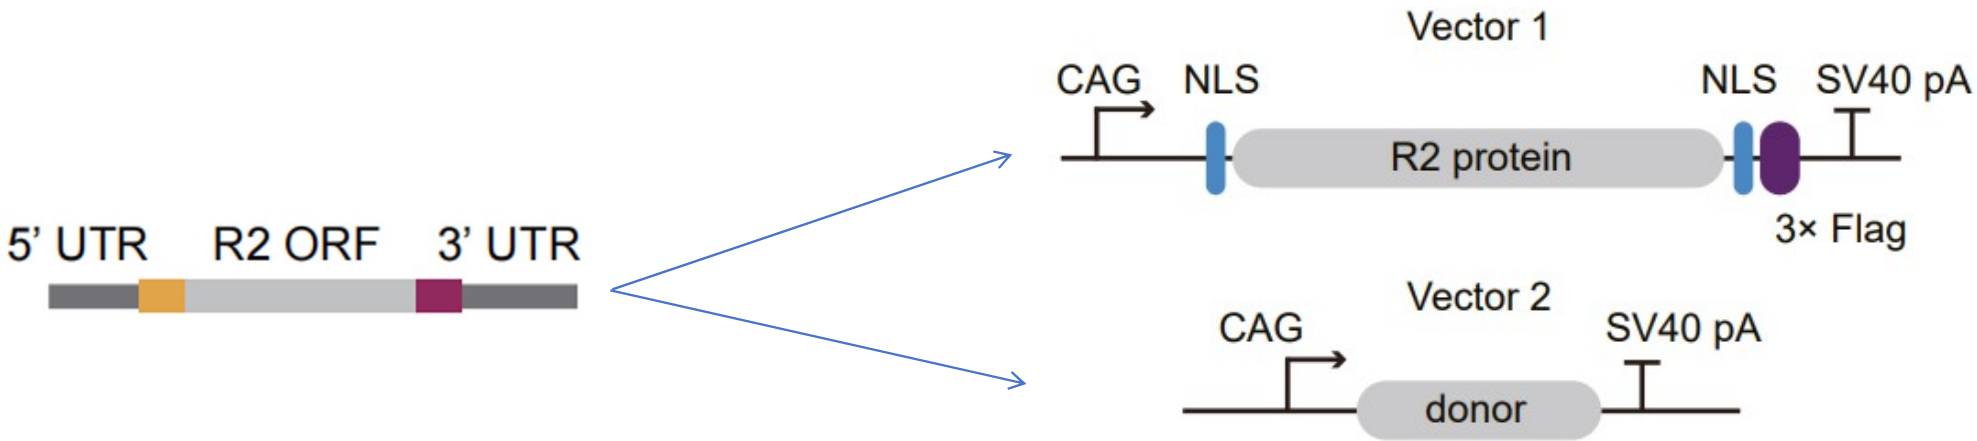 5’ UTR R2 ORF 3’ UTR
Vector 1
CAG NLS NLS SV40 pA
R2 protein
3× Flag
Vector 2
CAG SV40 pA
donor